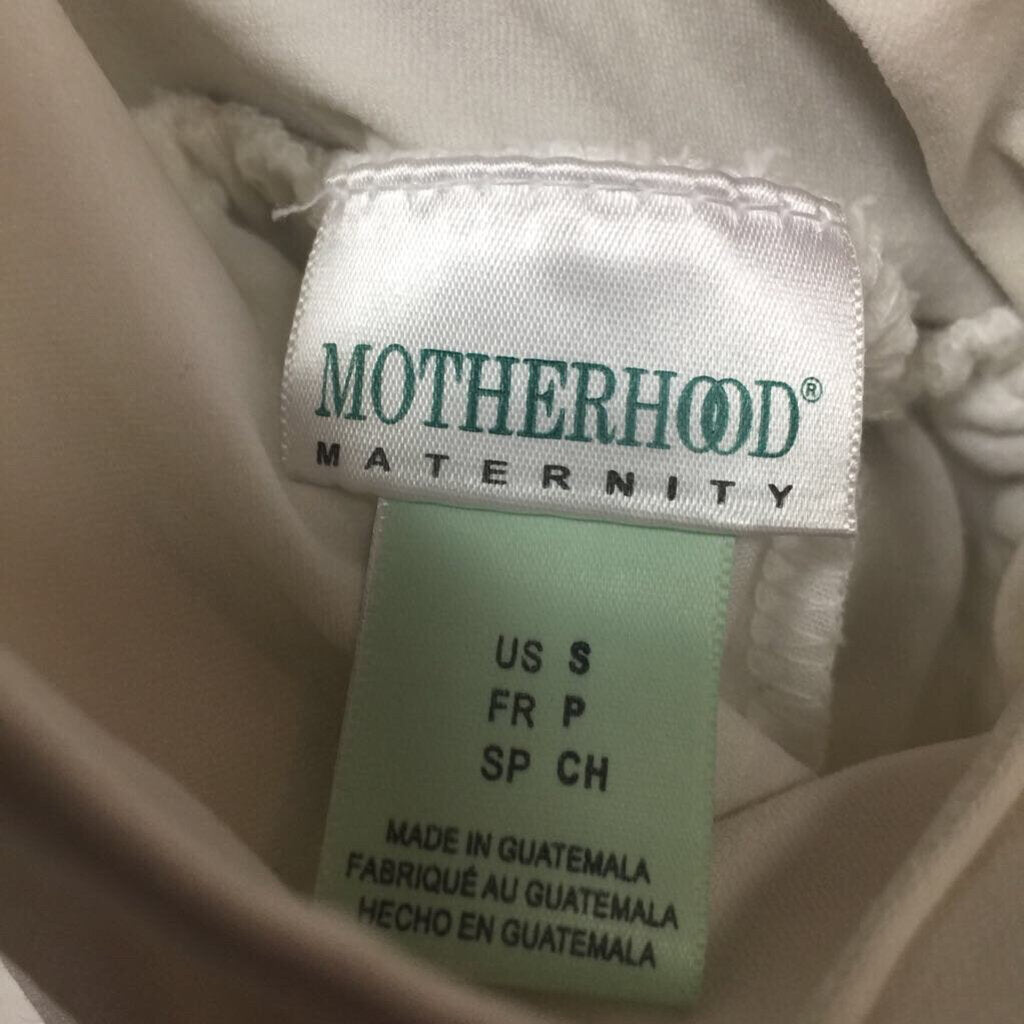 MOTHERHOOD®
MATERNITY
US S
FR P
SP CH
MADE IN GUATEMALA
FABRIQUÉ AU GUATEMALA
HECHO EN GUATEMALA